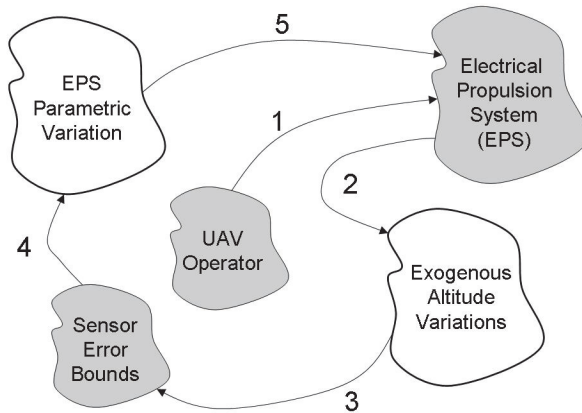 5
EPS
Parametric
Variation
Electrical
Propulsion
System
(EPS)
1
2
UAV
Operator
4
Exogenous
Altitude
Variations
Sensor
Error
Bounds
3